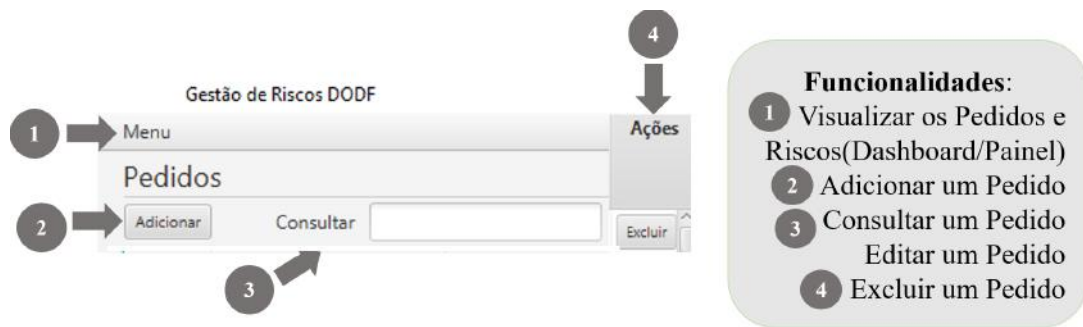 4
Gestão de Riscos DODF
1 Menu
Ações
Pedidos
2 Adicionar Consultar
Excluir
3
Funcionalidades:
1 Visualizar os Pedidos e
Riscos(Dashboard/Painel)
2 Adicionar um Pedido
3 Consultar um Pedido
Editar um Pedido
4 Excluir um Pedido